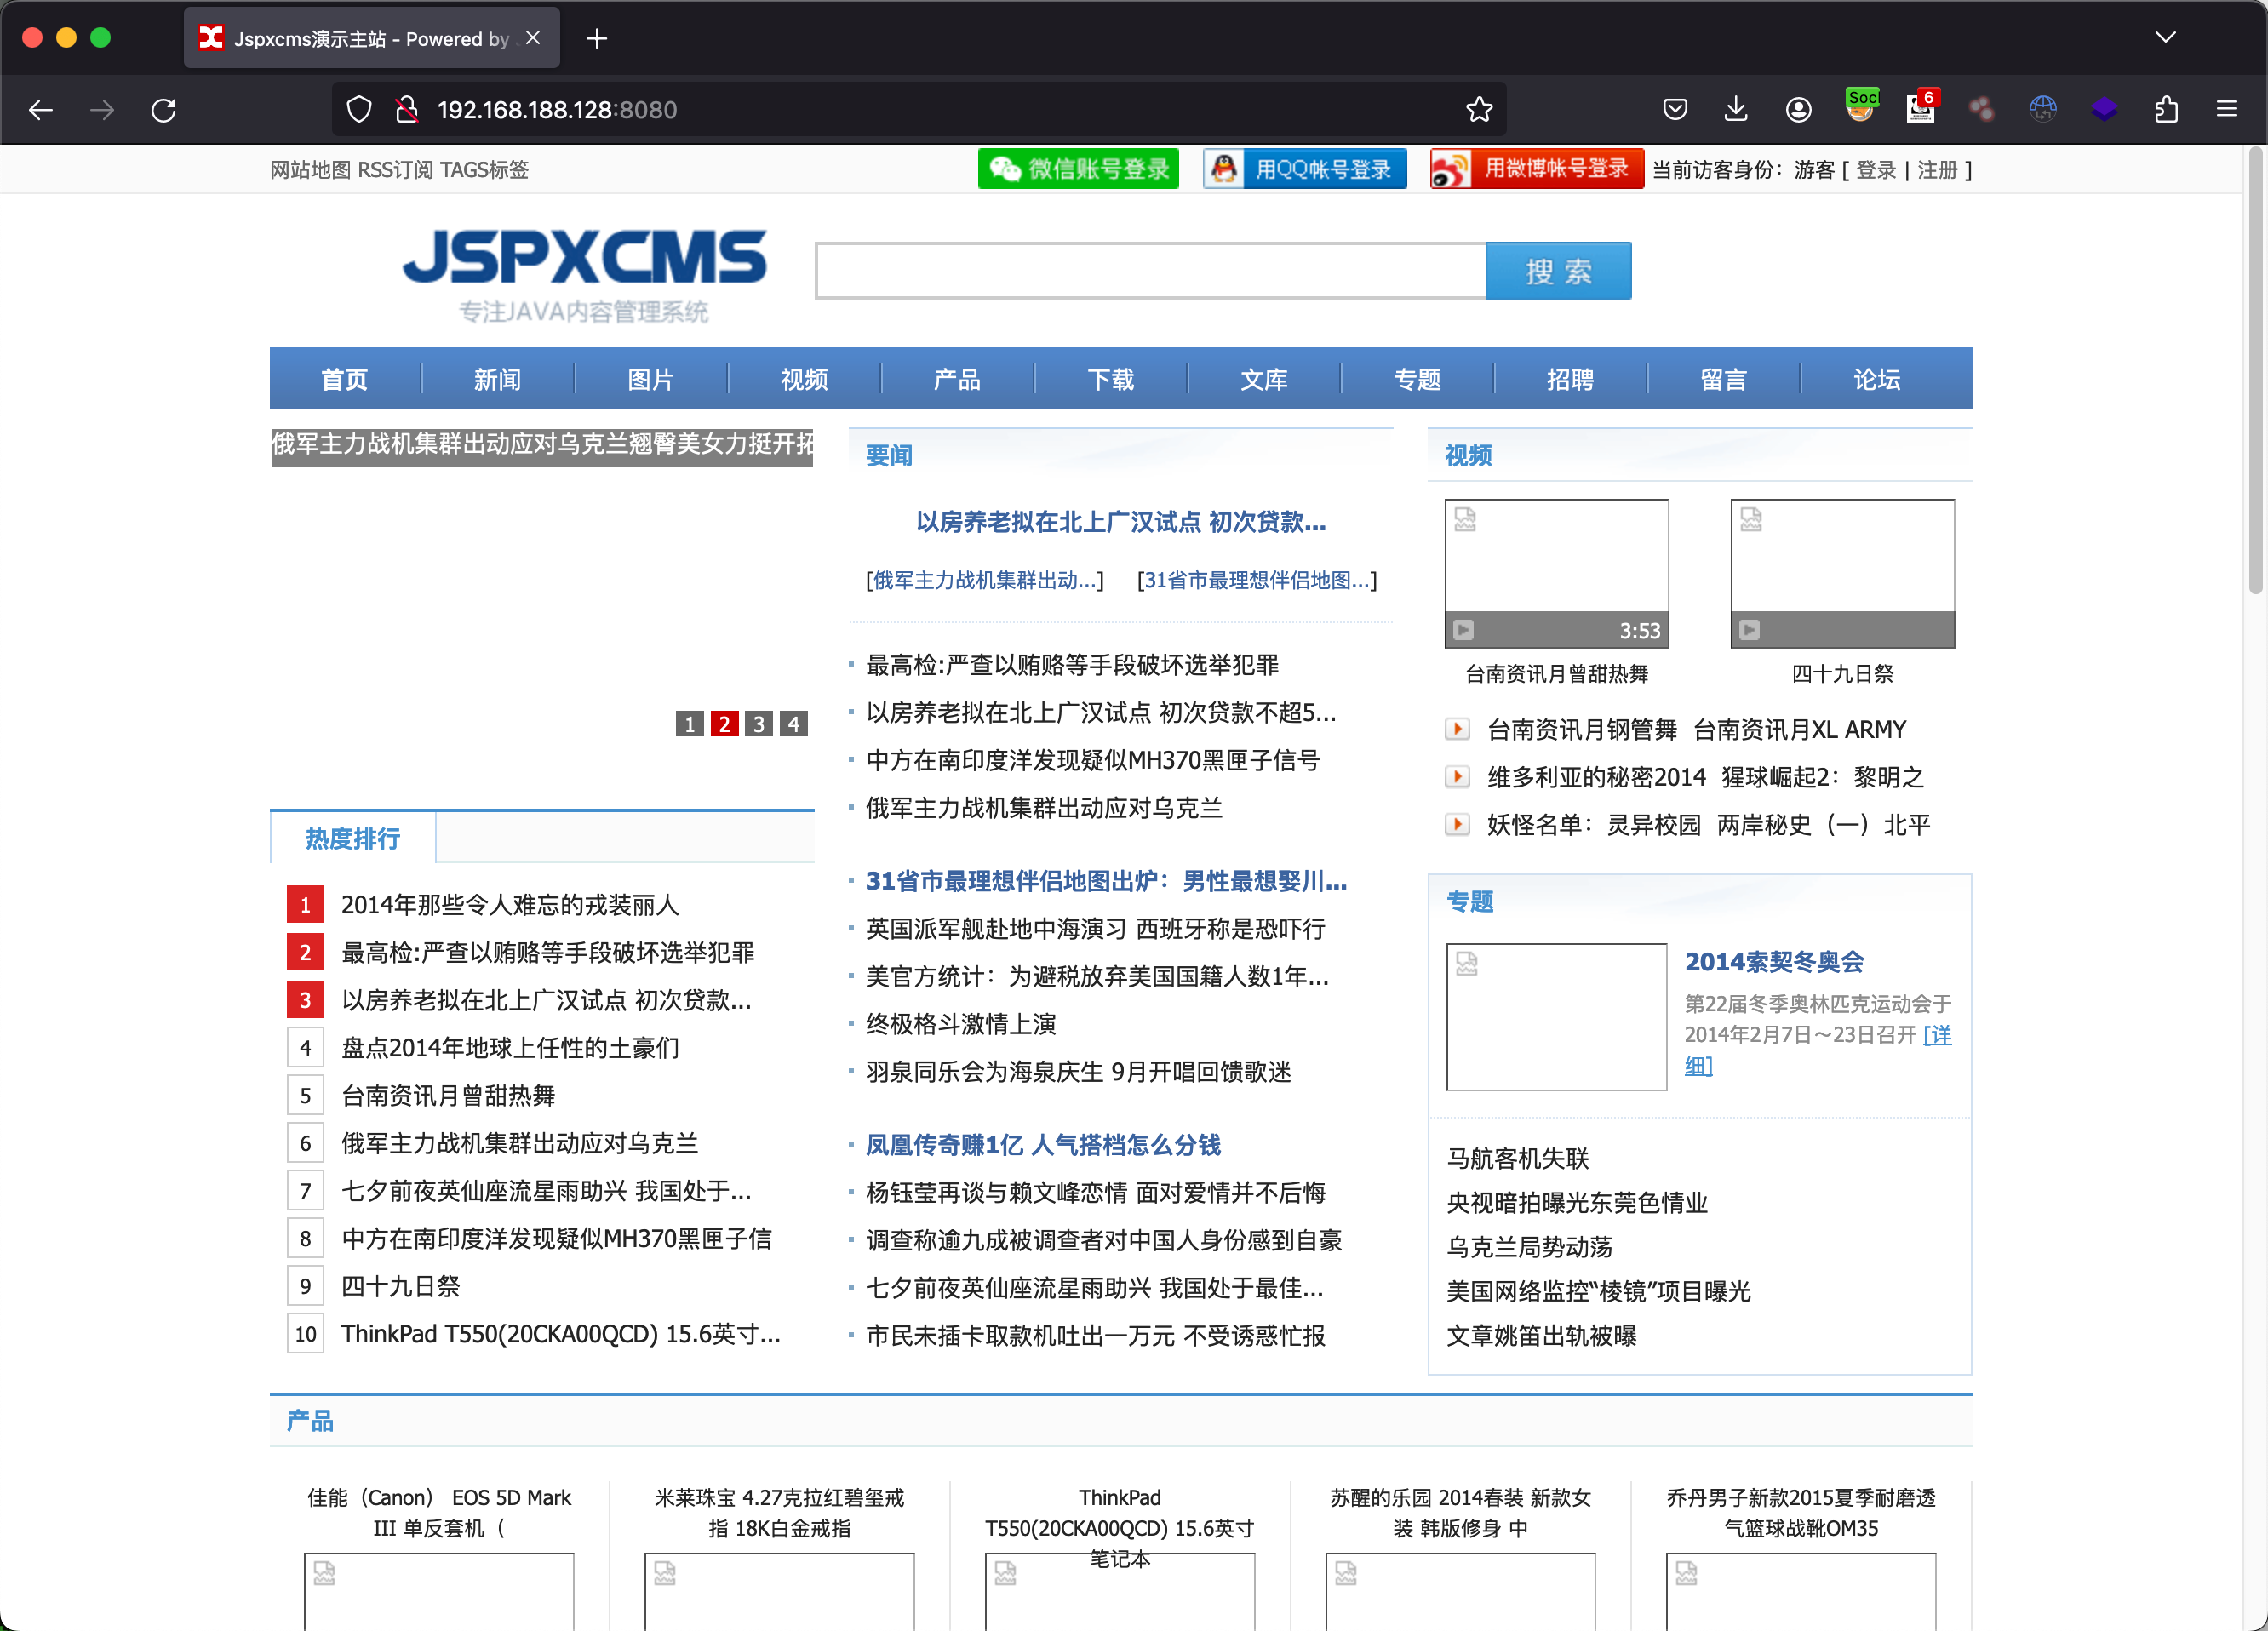 Jspxcms演示主站 - Powered by
192.168.188.128:8080
Soc
6
网站地图 RSS订阅 TAGS标签
微信账号登录
用QQ帐号登录
用微博帐号登录
当前访客身份：游客 [ 登录 | 注册 ]
JSPXCMS
专注JAVA内容管理系统
搜 索
首页 新闻 图片 视频 产品 下载 文库 专题 招聘 留言 论坛
俄军主力战机集群出动应对乌克兰翘臀美女力挺开拓
1 2 3 4
热度排行
1 2014年那些令人难忘的戎装丽人
2 最高检:严查以贿赂等手段破坏选举犯罪
3 以房养老拟在北上广汉试点 初次贷款...
4 盘点2014年地球上任性的土豪们
5 台南资讯月曾甜热舞
6 俄军主力战机集群出动应对乌克兰
7 七夕前夜英仙座流星雨助兴 我国处于...
8 中方在南印度洋发现疑似MH370黑匣子信
9 四十九日祭
10 ThinkPad T550(20CKA00QCD) 15.6英寸...
要闻
以房养老拟在北上广汉试点 初次贷款...
[俄军主力战机集群出动...] [31省市最理想伴侣地图...]
最高检:严查以贿赂等手段破坏选举犯罪
以房养老拟在北上广汉试点 初次贷款不超5...
中方在南印度洋发现疑似MH370黑匣子信号
俄军主力战机集群出动应对乌克兰
31省市最理想伴侣地图出炉：男性最想娶川...
英国派军舰赴地中海演习 西班牙称是恐吓行
美官方统计：为避税放弃美国国籍人数1年...
终极格斗激情上演
羽泉同乐会为海泉庆生 9月开唱回馈歌迷
凤凰传奇赚1亿 人气搭档怎么分钱
杨钰莹再谈与赖文峰恋情 面对爱情并不后悔
调查称逾九成被调查者对中国人身份感到自豪
七夕前夜英仙座流星雨助兴 我国处于最佳...
市民未插卡取款机吐出一万元 不受诱惑忙报
视频
3:53
台南资讯月曾甜热舞 四十九日祭
台南资讯月钢管舞 台南资讯月XL ARMY
维多利亚的秘密2014 猩球崛起2：黎明之
妖怪名单：灵异校园 两岸秘史（一）北平
专题
2014索契冬奥会
第22届冬季奥林匹克运动会于
2014年2月7日～23日召开 [详
细]
马航客机失联
央视暗拍曝光东莞色情业
乌克兰局势动荡
美国网络监控“棱镜”项目曝光
文章姚笛出轨被曝
产品
佳能（Canon） EOS 5D Mark
III 单反套机（
米莱珠宝 4.27克拉红碧玺戒
指 18K白金戒指
ThinkPad
T550(20CKA00QCD) 15.6英寸
笔记本
苏醒的乐园 2014春装 新款女
装 韩版修身 中
乔丹男子新款2015夏季耐磨透
气篮球战靴OM35